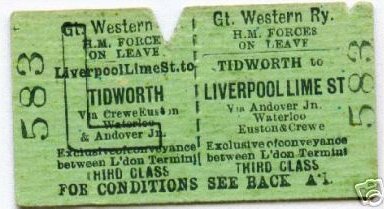 Gt. Western
H.M. FORCES
ON LEAVE
Liverpool Lime St. to
TIDWORTH
Via Crewe Euston
Waterloo
& Andover Jn.
Exclusive of conveyance
between L'don Termini
THIRD CLASS
583
Gt. Western Ry.
H.M. FORCES
ON LEAVE
TIDWORTH to
LIVERPOOL LIME ST
Via Andover Jn.
Waterloo
Euston & Crewe
Exclusive of conveyance
between L'don Termini
THIRD CLASS
583
FOR CONDITIONS SEE BACK A.1.